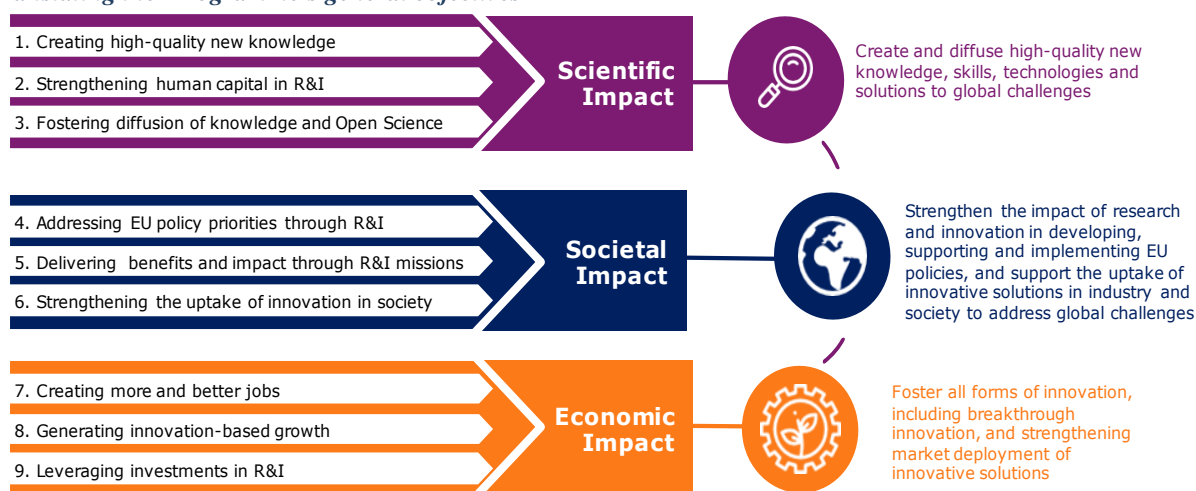 1. Creating high-quality new knowledge
2. Strengthening human capital in R&I
3. Fostering diffusion of knowledge and Open Science
Scientific
Impact
Create and diffuse high-quality new
knowledge, skills, technologies and
solutions to global challenges
4. Addressing EU policy priorities through R&I
5. Delivering benefits and impact through R&I missions
6. Strengthening the uptake of innovation in society
Societal
Impact
Strengthen the impact of research
and innovation in developing,
supporting and implementing EU
policies, and support the uptake of
innovative solutions in industry and
society to address global challenges
7. Creating more and better jobs
8. Generating innovation-based growth
9. Leveraging investments in R&I
Economic
Impact
Foster all forms of innovation,
including breakthrough
innovation, and strengthening
market deployment of
innovative solutions